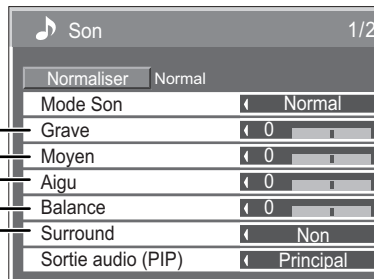 Son 1/2
Normaliser Normal
Mode Son Normal
Grave 0
Moyen 0
Aigu 0
Balance 0
Surround Non
Sortie audio (PIP) Principal